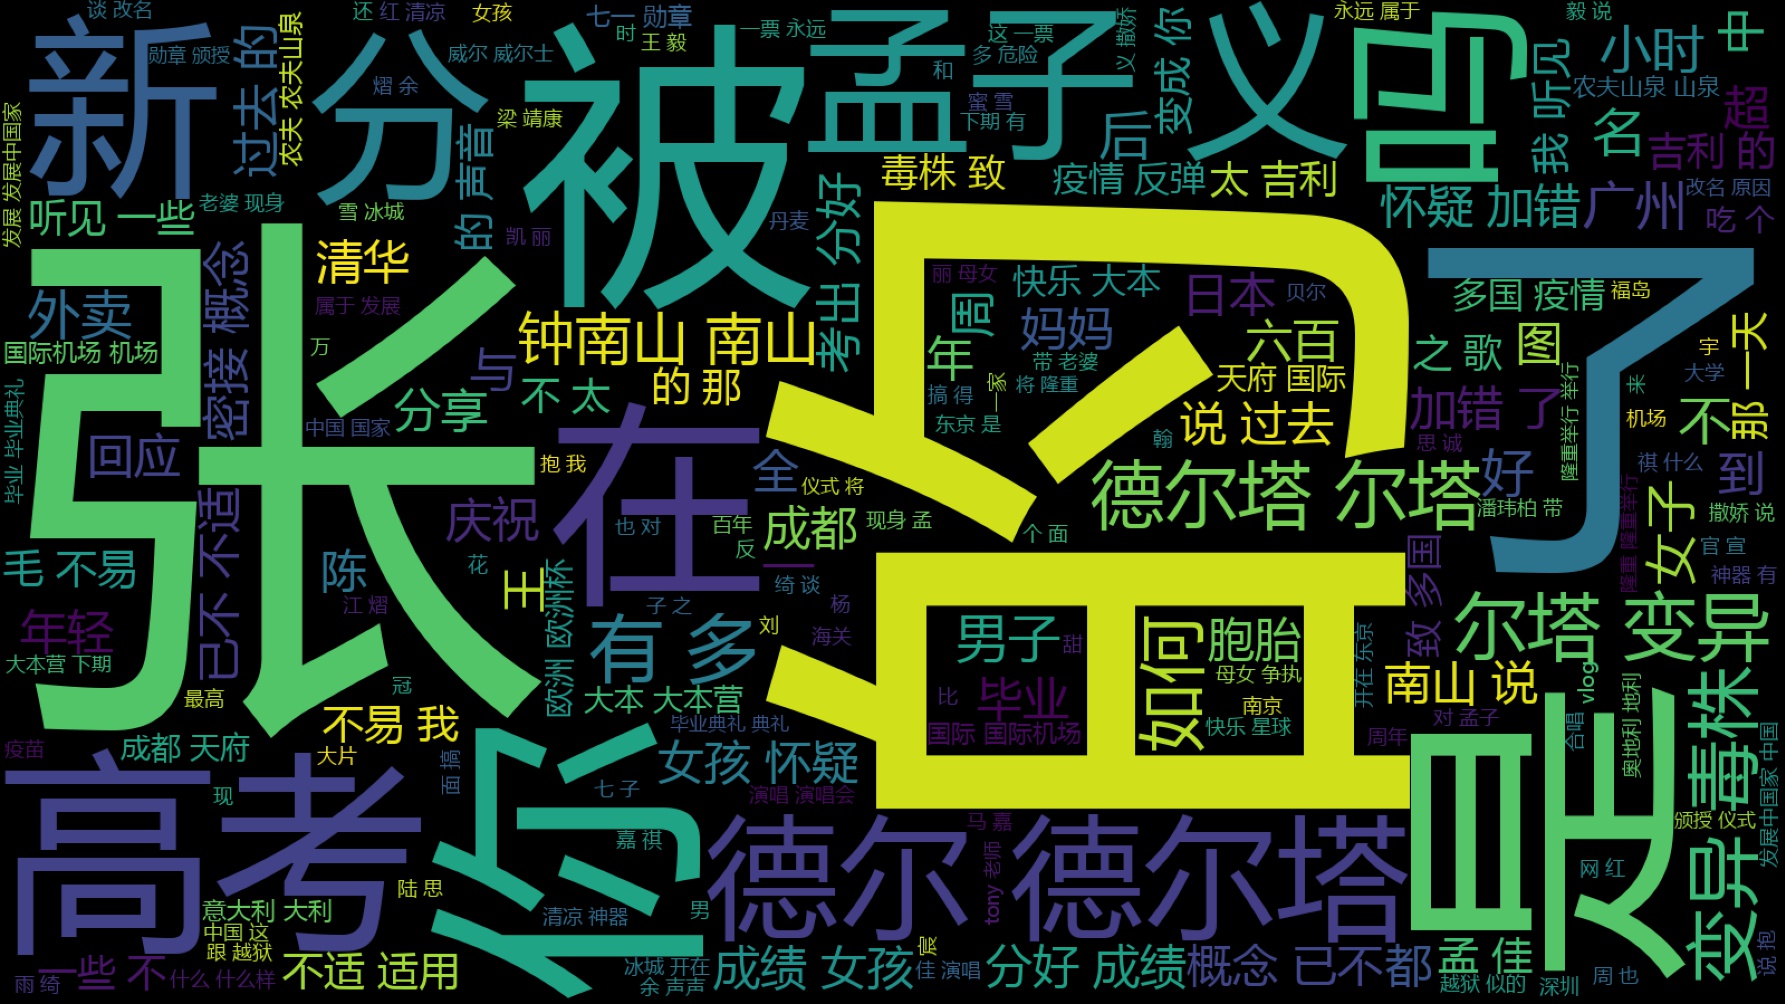 谈 改名
还 红 清凉
女孩
七一 勋章
时 王 毅
一票 永远
孟子义
这 一票
多 危险
义 撒娇
永远 属于
毅 说
小时
中
新
勋章 颁授
过去 的
农夫 农夫山泉
分
熠 余
威尔 威尔士
梁 靖康
被
和
蜜 雪
下期 有
后
变成 你
吗
我 听见
农夫山泉 山泉
名
超
吉利 的
发展 发展中国家
听见 一些
老婆 现身
雪 冰城
的 声音
凯 丽
丹麦
考出 分好
毒株 致
疫情 反弹
太 吉利
怀疑 加错
广州
改名 原因
吃 个
张
外卖
国际机场 机场
密接 概念
清华
属于 发展
万
中国 国家
分享
与
钟南山 南山
不 太
的 那
丽 母女
快乐 大本
周
妈妈
年
带 老婆
搞 得
一家
将 隆重
东京 是
日本
贝尔
六百
天府 国际
说 过去
翰
了
多国 疫情
福岛
之 歌
图
加错 了
思 诚
隆重举行 举行
来
宇
大学
机场
不
那 一天
毕业 毕业典礼
回应
已不 不适
抱 我
庆祝
在
也 对
全
仪式 将
百年
反
成都
现身 孟
一
绮 谈
个 面
德尔塔 尔塔
好
潘玮柏 带
祺 什么
到
撒娇 说
女子
官 宣
神器 有
毛 不易
年轻
大本营 下期
陈
江 熠
花
王
欧洲 欧洲杯
子 之
有 多
刘
杨
海关
大本 大本营
冠
最高
不易 我
大片
疫苗
成都 天府
男子
甜
比
毕业
国际 国际机场
如何
胞胎
母女 争执
南京
快乐 星球
开在 东京
周年
致 多国
隆重 隆重举行
尔塔 变异
南山 说
vlog
对 孟子
合唱
奥地利 地利
毒株
发展中国家 中国
高考
现
面 搞
你
毕业典礼 典礼
女孩 怀疑
演唱 演唱会
七 子
嘉 祺
马 嘉
tony 老师
德尔 德尔塔
是
颁授 仪式
网 红
变异
陆 思
意大利 大利
中国 这
跟 越狱
一些 不
什么 什么样
雨 绮
不适 适用
清凉 神器
男
冰城 开在
余 声声
成绩 女孩
宸
佳 演唱
分好 成绩
概念 已不
都
孟 佳
越狱 似的
深圳
周 也
说 抱